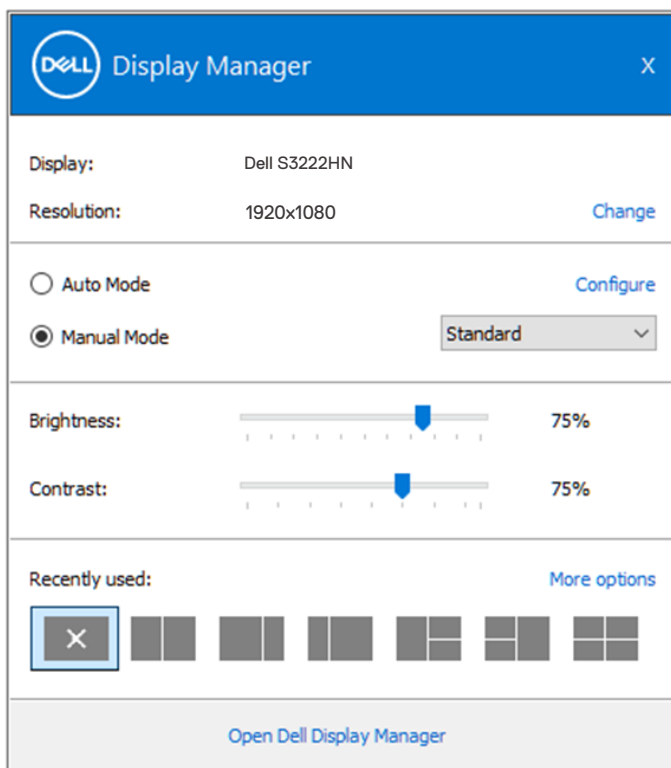 DELL Display Manager X
Display: Dell S3222HN
Resolution: 1920x1080 Change
Auto Mode Configure
Manual Mode Standard
Brightness: 75%
Contrast: 75%
Recently used: More options
Open Dell Display Manager